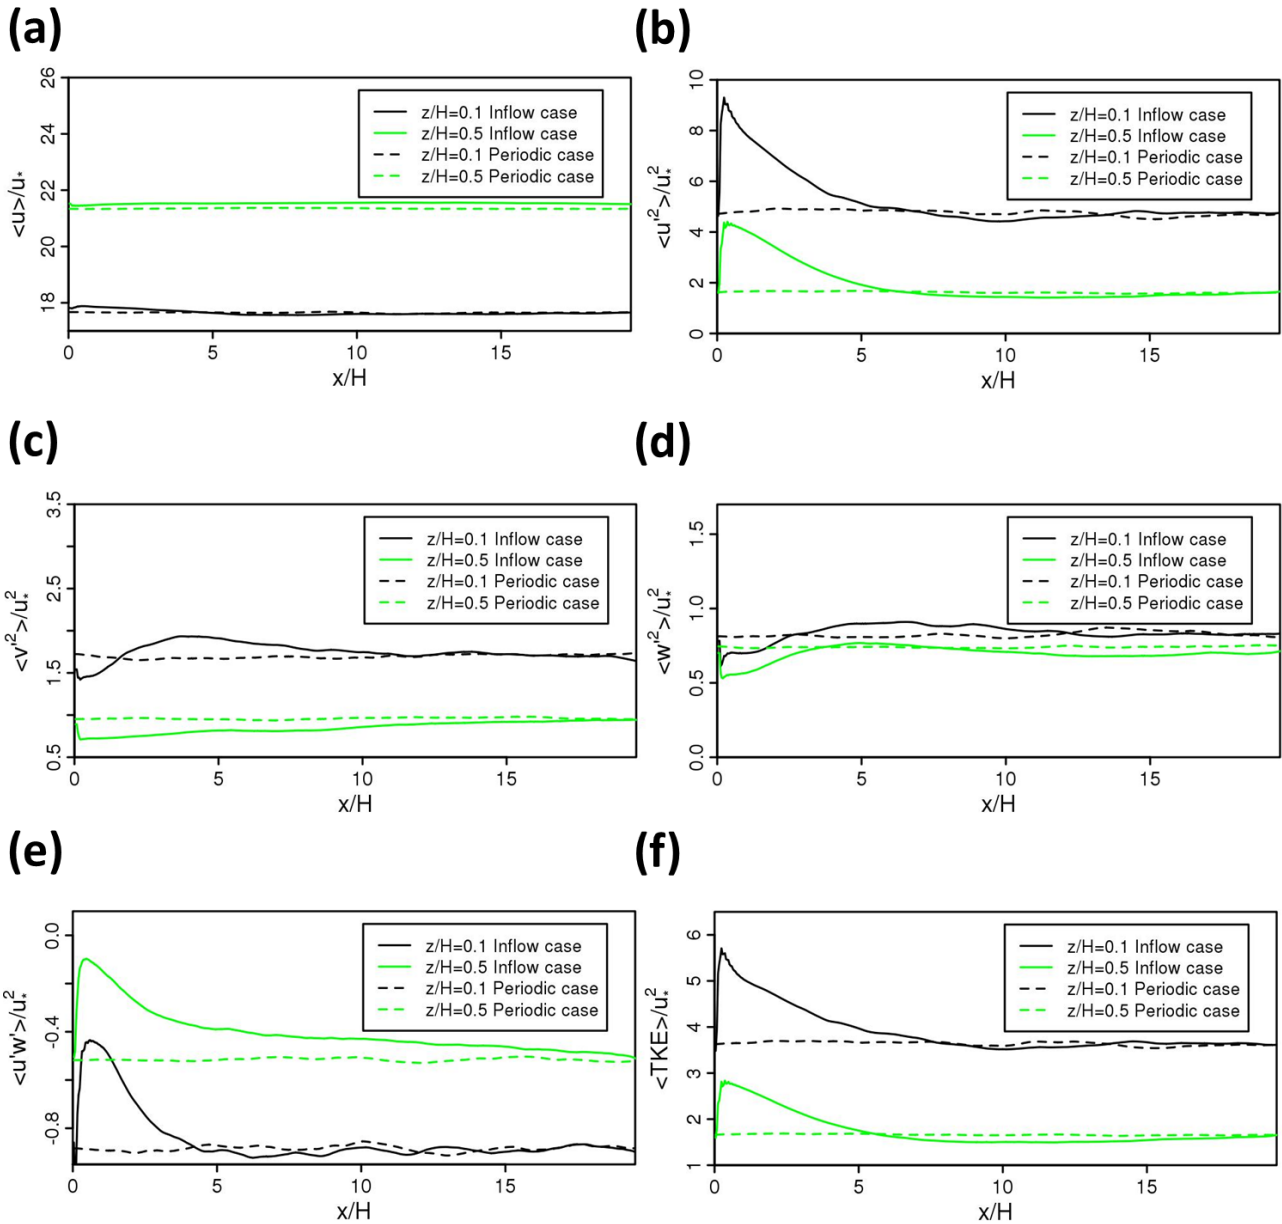 (a)
26
24
22
20
18
<u>/u*
0 5 10 15
x/H
z/H=0.1 Inflow case
z/H=0.5 Inflow case
z/H=0.1 Periodic case
z/H=0.5 Periodic case
(b)
10
8
6
4
2
0
<u'²>/u*²
0 5 10 15
x/H
z/H=0.1 Inflow case
z/H=0.5 Inflow case
z/H=0.1 Periodic case
z/H=0.5 Periodic case
(c)
3.5
2.5
1.5
0.5
<v'²>/u*²
0 5 10 15
x/H
z/H=0.1 Inflow case
z/H=0.5 Inflow case
z/H=0.1 Periodic case
z/H=0.5 Periodic case
(d)
1.5
1.0
0.5
0.0
<w'²>/u*²
0 5 10 15
x/H
z/H=0.1 Inflow case
z/H=0.5 Inflow case
z/H=0.1 Periodic case
z/H=0.5 Periodic case
(e)
0.0
-0.4
-0.8
<u'w'>/u*²
0 5 10 15
x/H
z/H=0.1 Inflow case
z/H=0.5 Inflow case
z/H=0.1 Periodic case
z/H=0.5 Periodic case
(f)
6
5
4
3
2
1
<TKE>/u*²
0 5 10 15
x/H
z/H=0.1 Inflow case
z/H=0.5 Inflow case
z/H=0.1 Periodic case
z/H=0.5 Periodic case